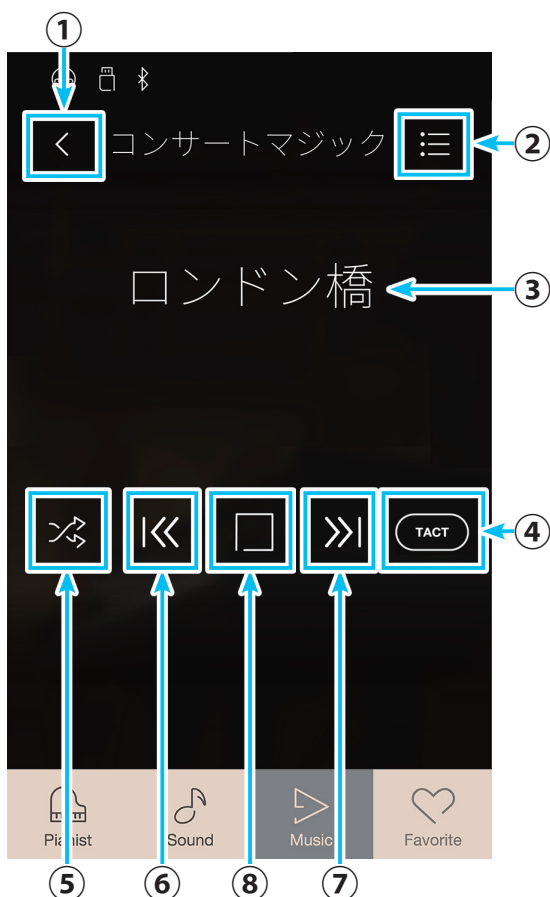 ①
コンサートマジック
②
ロンドン橋
③
TACT
④
Pianist
Sound
Music
Favorite
⑤
⑥
⑧
⑦